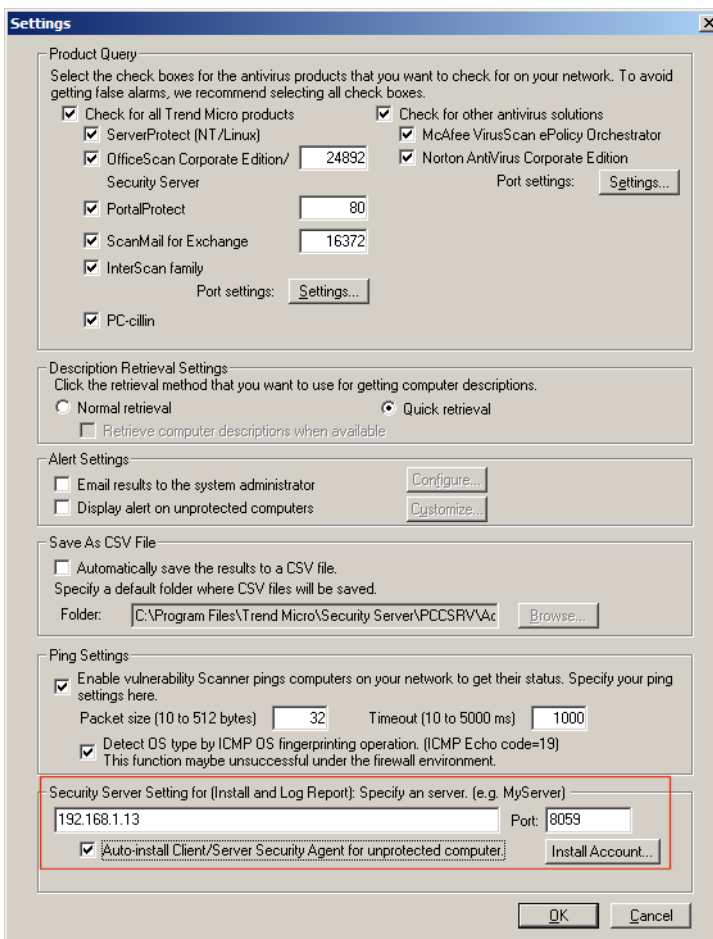 Settings
Product Query
Select the check boxes for the antivirus products that you want to check for on your network. To avoid
getting false alarms, we recommend selecting all check boxes.
Check for all Trend Micro products
Check for other antivirus solutions
ServerProtect (NT/Linux)
McAfee VirusScan ePolicy Orchestrator
OfficeScan Corporate Edition/
Security Server
24892
Norton AntiVirus Corporate Edition
Port settings: Settings...
PortalProtect 80
ScanMail for Exchange 16372
InterScan family
Port settings: Settings...
PC-cillin
Description Retrieval Settings
Click the retrieval method that you want to use for getting computer descriptions.
Normal retrieval
Quick retrieval
Retrieve computer descriptions when available
Alert Settings
Email results to the system administrator Configure...
Display alert on unprotected computers Customize...
Save As CSV File
Automatically save the results to a CSV file.
Specify a default folder where CSV files will be saved.
Folder: C:\Program Files\Trend Micro\Security Server\PCCSRV\Ac Browse...
Ping Settings
Enable vulnerability Scanner pings computers on your network to get their status. Specify your ping
settings here.
Packet size (10 to 512 bytes) 32 Timeout (10 to 5000 ms) 1000
Detect OS type by ICMP OS fingerprinting operation. (ICMP Echo code=19)
This function maybe unsuccessful under the firewall environment.
Security Server Setting for (Install and Log Report): Specify an server. (e.g. MyServer)
192.168.1.13 Port: 8059
Auto-install Client/Server Security Agent for unprotected computer. Install Account...
OK Cancel